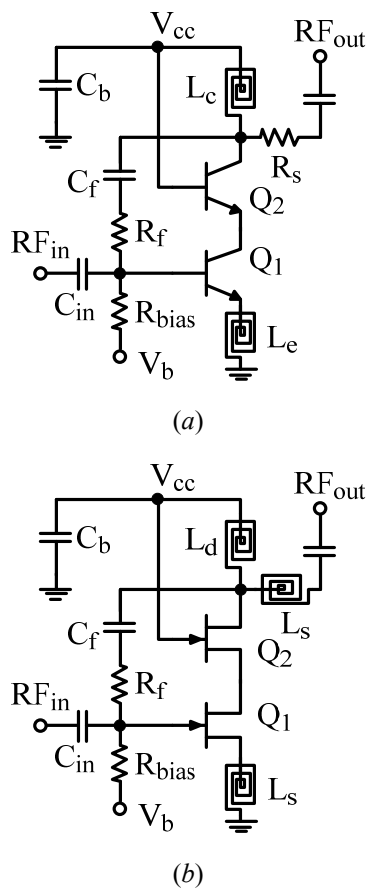 Vcc
RFout
Cb
Lc
Cf
Rs
Q2
Rf
RFin
Q1
Cin
Rbias
Le
Vb
(a)
Vcc
RFout
Cb
Ld
Cf
Ls
Q2
Rf
RFin
Q1
Cin
Rbias
Ls
Vb
(b)